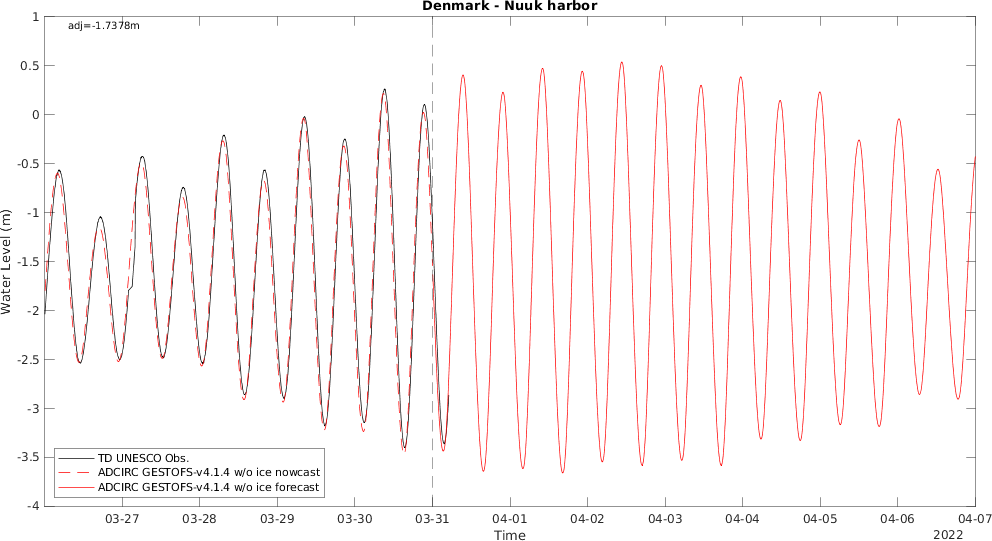 Denmark - Nuuk harbor
adj=-1.7378m
1
0.5
0
-0.5
-1
-1.5
-2
-2.5
-3
-3.5
-4
Water Level (m)
TD UNESCO Obs.
ADCIRC GESTOFS-v4.1.4 w/o ice nowcast
ADCIRC GESTOFS-v4.1.4 w/o ice forecast
03-27 03-28 03-29 03-30 03-31 04-01 04-02 04-03 04-04 04-05 04-06 04-07
Time
2022